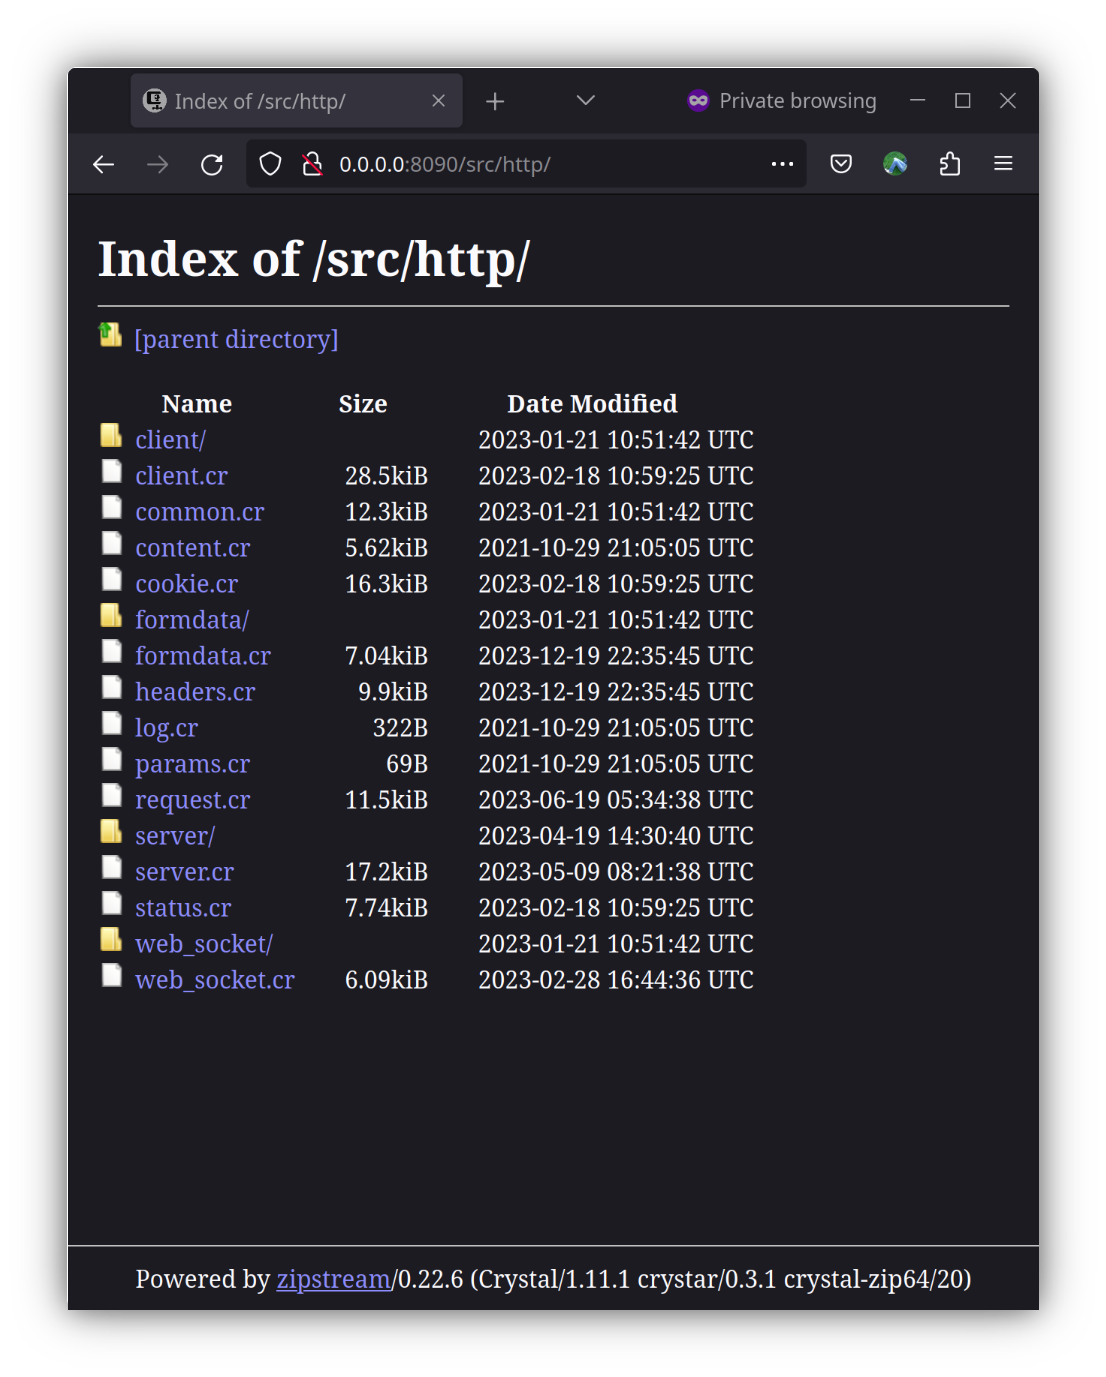 Index of /src/http/
Private browsing
0.0.0.0:8090/src/http/
Index of /src/http/
[parent directory]
Name Size Date Modified
client/ 2023-01-21 10:51:42 UTC
client.cr 28.5kiB 2023-02-18 10:59:25 UTC
common.cr 12.3kiB 2023-01-21 10:51:42 UTC
content.cr 5.62kiB 2021-10-29 21:05:05 UTC
cookie.cr 16.3kiB 2023-02-18 10:59:25 UTC
formdata/ 2023-01-21 10:51:42 UTC
formdata.cr 7.04kiB 2023-12-19 22:35:45 UTC
headers.cr 9.9kiB 2023-12-19 22:35:45 UTC
log.cr 322B 2021-10-29 21:05:05 UTC
params.cr 69B 2021-10-29 21:05:05 UTC
request.cr 11.5kiB 2023-06-19 05:34:38 UTC
server/ 2023-04-19 14:30:40 UTC
server.cr 17.2kiB 2023-05-09 08:21:38 UTC
status.cr 7.74kiB 2023-02-18 10:59:25 UTC
web_socket/ 2023-01-21 10:51:42 UTC
web_socket.cr 6.09kiB 2023-02-28 16:44:36 UTC
Powered by zipstream/0.22.6 (Crystal/1.11.1 crystar/0.3.1 crystal-zip64/20)